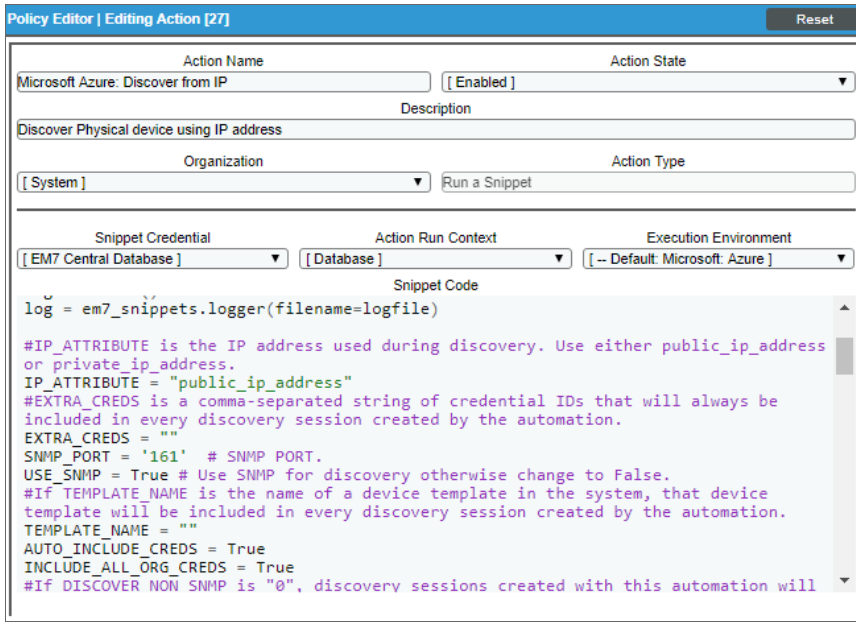 Policy Editor | Editing Action [27]
Reset
Action Name
Action State
Microsoft Azure: Discover from IP
[ Enabled ]
Description
Discover Physical device using IP address
Organization
Action Type
[ System ]
Run a Snippet
Snippet Credential
Action Run Context
Execution Environment
[ EM7 Central Database ]
[ Database ]
[ -- Default: Microsoft: Azure ]
Snippet Code
log = em7_snippets.logger(filename=logfile)
#IP_ATTRIBUTE is the IP address used during discovery. Use either public_ip_address
or private_ip_address.
IP_ATTRIBUTE = "public_ip_address"
#EXTRA_CREDS is a comma-separated string of credential IDs that will always be
included in every discovery session created by the automation.
EXTRA_CREDS = ""
SNMP_PORT = '161'  # SNMP PORT.
USE_SNMP = True # Use SNMP for discovery otherwise change to False.
#If TEMPLATE_NAME is the name of a device template in the system, that device
template will be included in every discovery session created by the automation.
TEMPLATE_NAME = ""
AUTO_INCLUDE_CREDS = True
INCLUDE_ALL_ORG_CREDS = True
#If DISCOVER_NON_SNMP is "0", discovery sessions created with this automation will